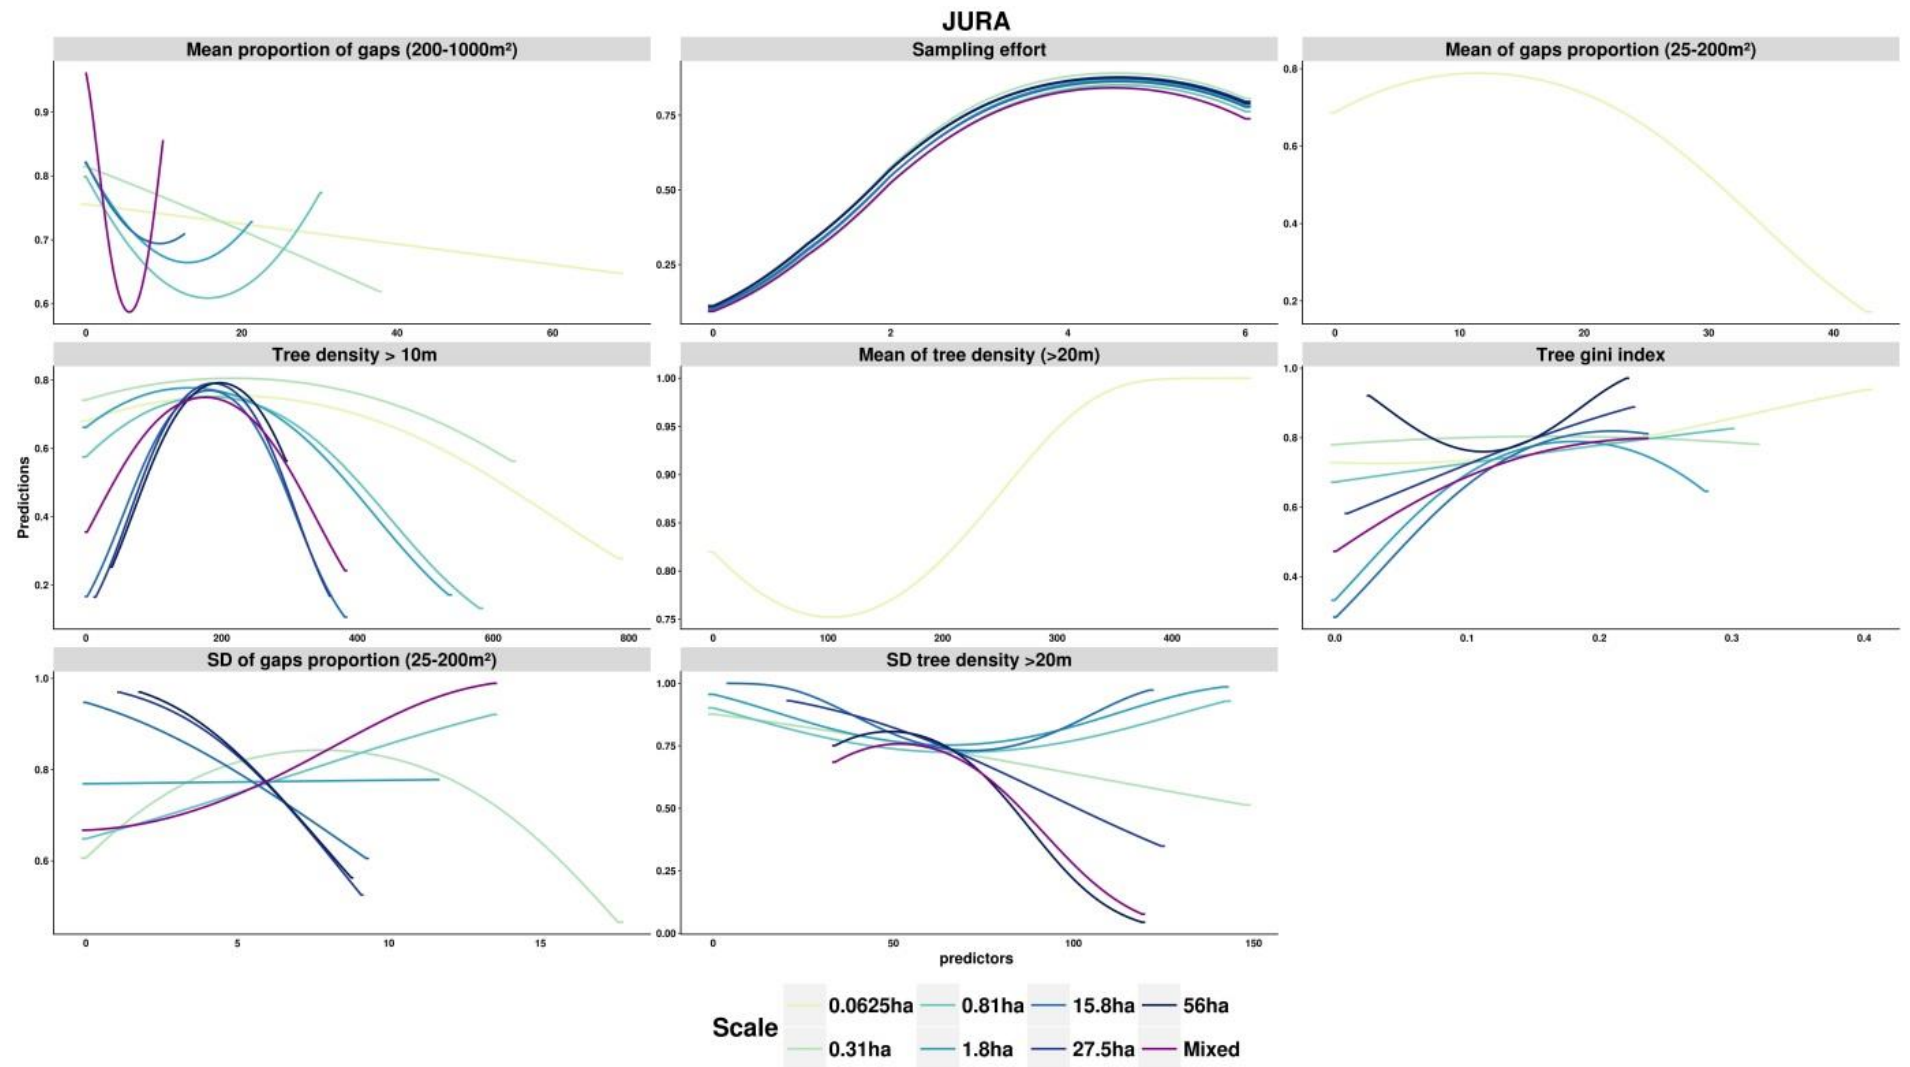 JURA
Mean proportion of gaps (200-1000m²)
Sampling effort
Mean of gaps proportion (25-200m²)
0.9
0.8
0.7
0.6
0 20 40 60
0.75
0.50
0.25
0 2 4 6
0.8
0.6
0.4
0.2
0 10 20 30 40
Tree density > 10m
Mean of tree density (>20m)
Tree gini index
Predictions
0.8
0.6
0.4
0.2
0 200 400 600 800
1.00
0.95
0.90
0.85
0.80
0.75
0 100 200 300 400
1.0
0.8
0.6
0.4
0.0 0.1 0.2 0.3 0.4
SD of gaps proportion (25-200m²)
SD tree density >20m
1.0
0.8
0.6
0 5 10 15
1.00
0.75
0.50
0.25
0.00
0 50 100 150
predictors
Scale
0.0625ha 0.81ha 15.8ha 56ha
0.31ha 1.8ha 27.5ha Mixed